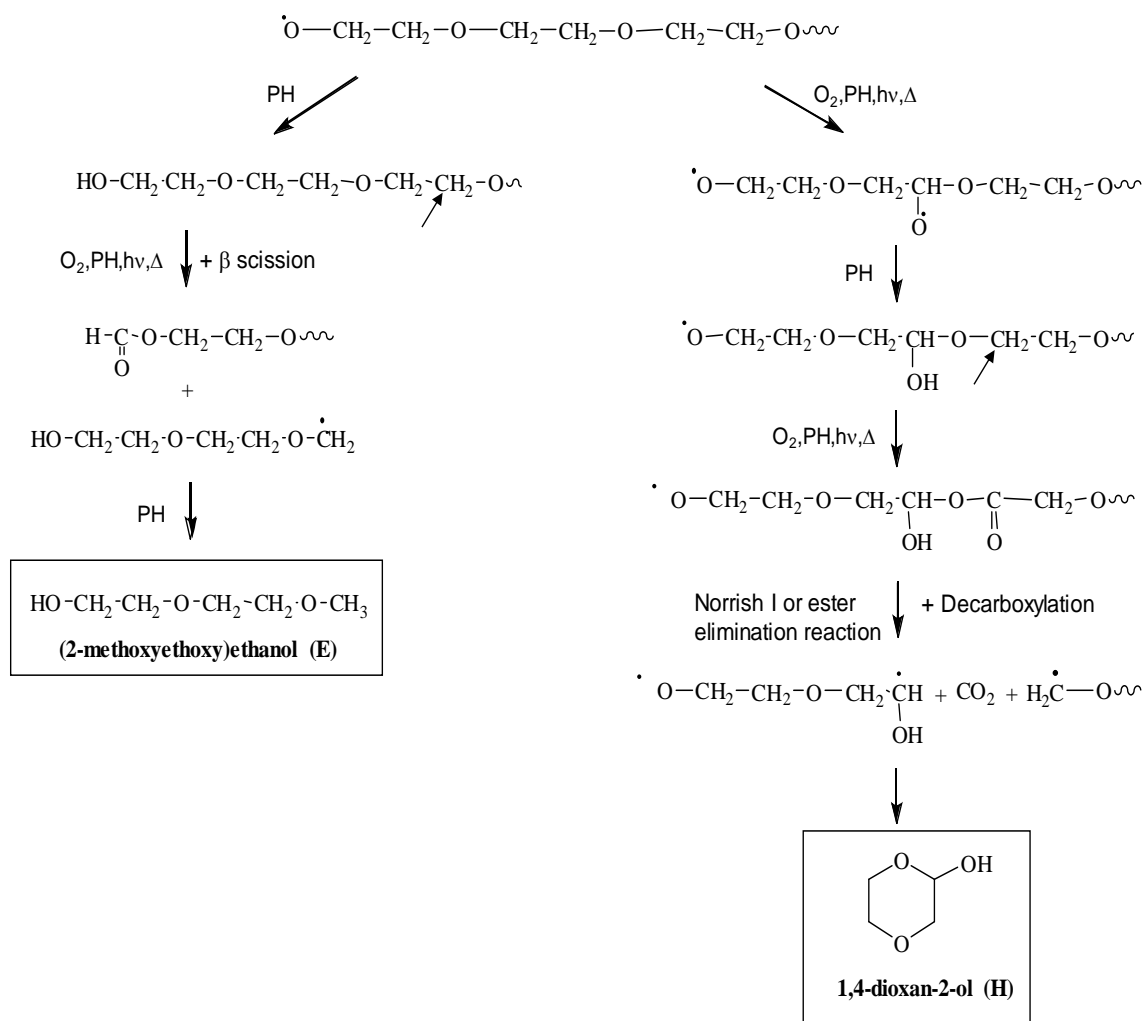 •O—CH₂-CH₂-O—CH₂-CH₂-O—CH₂-CH₂-O
PH
HO-CH₂-CH₂-O-CH₂-CH₂-O-CH₂-CH₂-O
O₂,PH,hν,Δ
+ β scission
H-C-O-CH₂-CH₂-O
O
+
HO-CH₂-CH₂-O-CH₂-CH₂-O-ĊH₂
PH
HO-CH₂-CH₂-O-CH₂-CH₂-O-CH₃
(2-methoxyethoxy)ethanol (E)
O₂,PH,hν,Δ
•O—CH₂-CH₂-O—CH₂-CH-O—CH₂-CH₂-O
O•
PH
•O—CH₂-CH₂-O—CH₂-CH-O—CH₂-CH₂-O
OH
O₂,PH,hν,Δ
•O—CH₂-CH₂-O—CH₂-CH-O—C—CH₂-O
OH O
Norrish I or ester
elimination reaction
+ Decarboxylation
•O—CH₂-CH₂-O—CH₂-ĊH + CO₂ + H₂Ċ—O
OH
O OH
O
1,4-dioxan-2-ol (H)